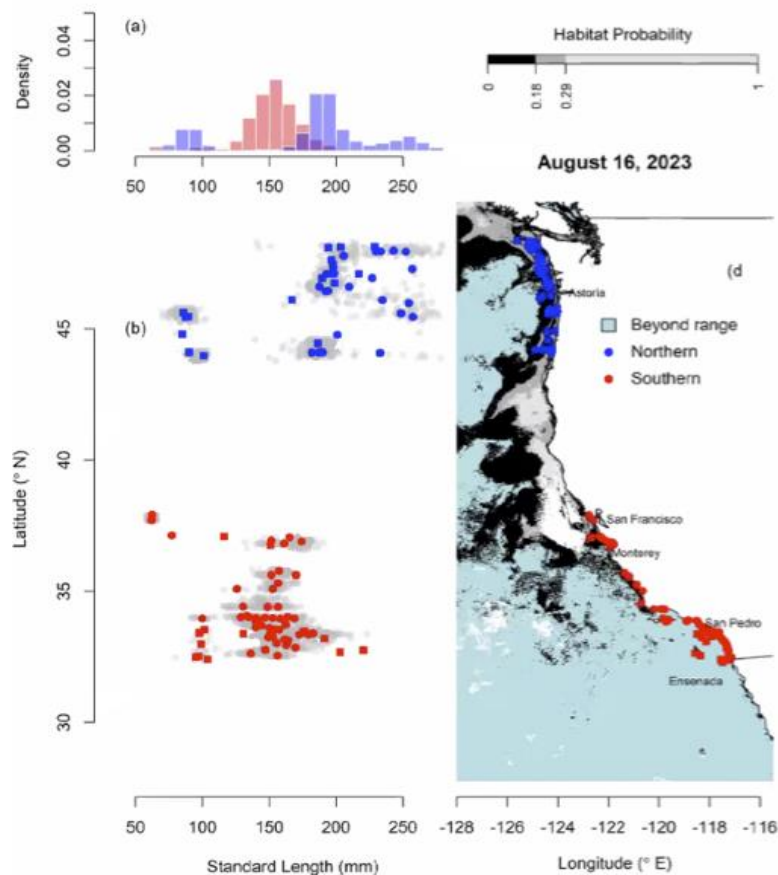 (a)
Density
0.04
0.02
0.00
50 100 150 200 250
Habitat Probability
0 0.18 0.29 1
August 16, 2023
(b)
Latitude (° N)
45
40
35
30
(d
Astoria
Beyond range
Northern
Southern
San Francisco
Monterey
San Pedro
Ensenada
50 100 150 200 250
Standard Length (mm)
-128 -126 -124 -122 -120 -118 -116
Longitude (° E)